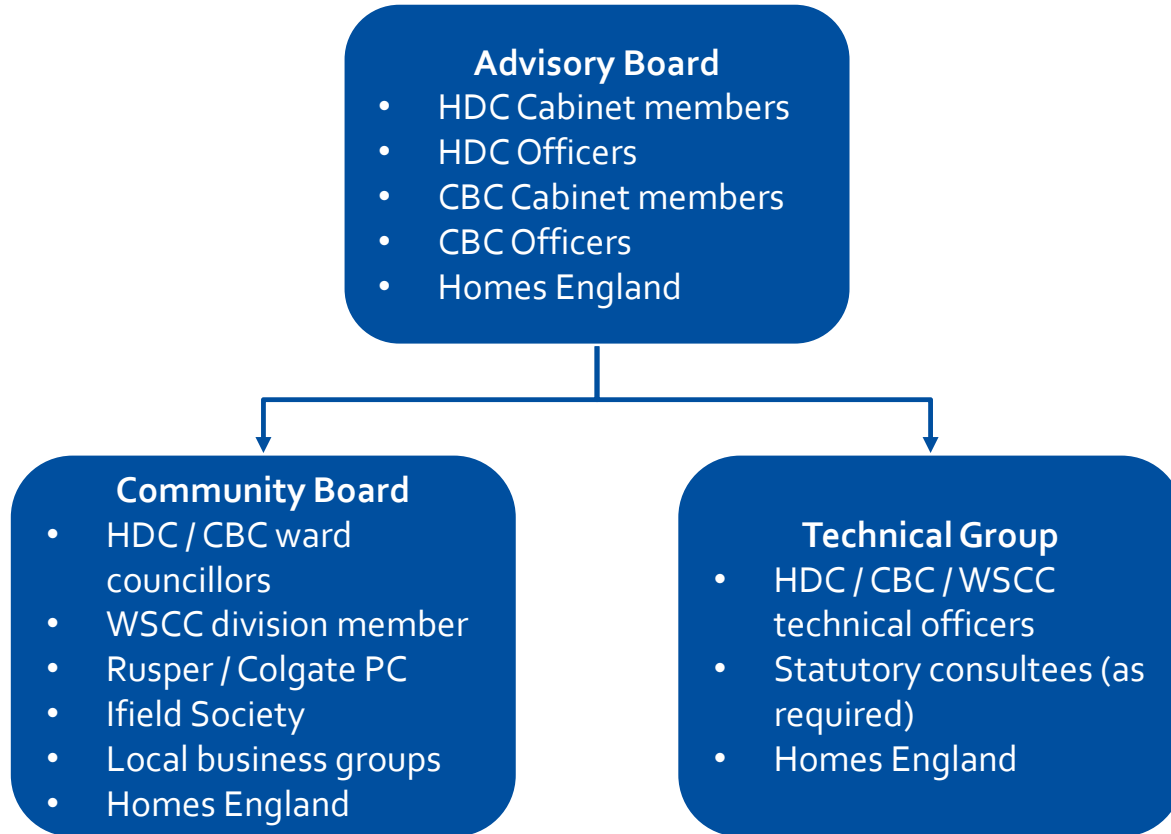 Advisory Board
• HDC Cabinet members
• HDC Officers
• CBC Cabinet members
• CBC Officers
• Homes England
Community Board
• HDC / CBC ward
councillors
• WSCC division member
• Rusper / Colgate PC
• Ifield Society
• Local business groups
• Homes England
Technical Group
• HDC / CBC / WSCC
technical officers
• Statutory consultees (as
required)
• Homes England